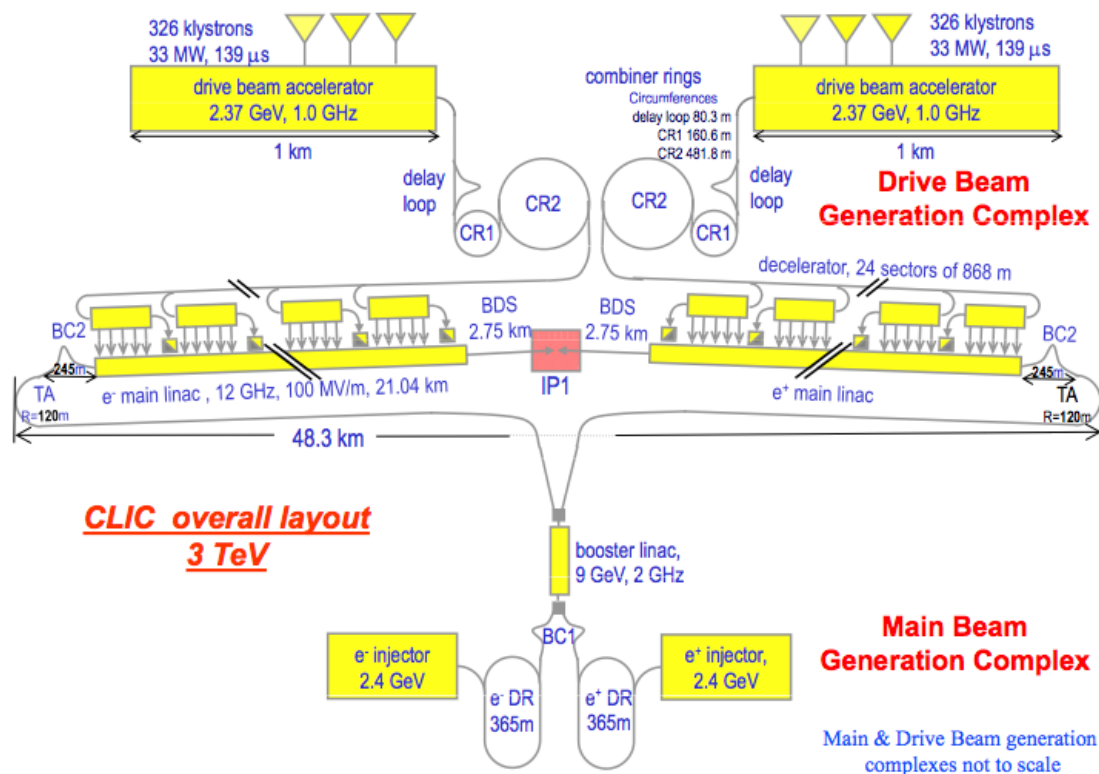 326 klystrons
33 MW, 139 μs
drive beam accelerator
2.37 GeV, 1.0 GHz
1 km
combiner rings
Circumferences
delay loop 80.3 m
CR1 160.6 m
CR2 481.8 m
326 klystrons
33 MW, 139 μs
drive beam accelerator
2.37 GeV, 1.0 GHz
1 km
delay
loop
CR2
CR1
CR2
CR1
delay
loop
Drive Beam
Generation Complex
decelerator, 24 sectors of 868 m
BC2
BDS
2.75 km
BDS
2.75 km
BC2
245m
245m
TA
R=120m
e- main linac , 12 GHz, 100 MV/m, 21.04 km
IP1
e+ main linac
TA
R=120m
48.3 km
CLIC overall layout
3 TeV
booster linac,
9 GeV, 2 GHz
BC1
e- injector
2.4 GeV
e+ injector,
2.4 GeV
e- DR
365m
e+ DR
365m
Main Beam
Generation Complex
Main & Drive Beam generation
complexes not to scale